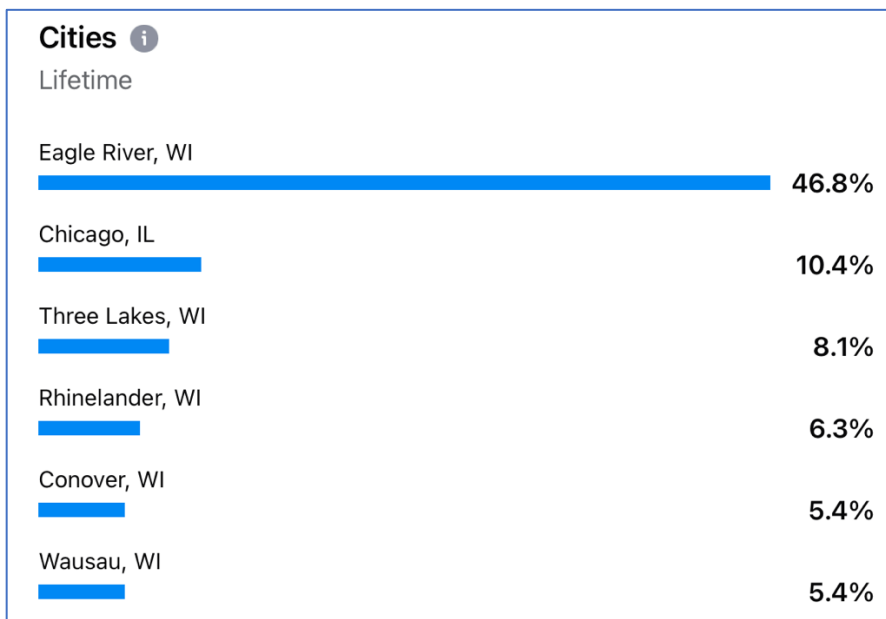 Cities
Lifetime
Eagle River, WI
46.8%
Chicago, IL
10.4%
Three Lakes, WI
8.1%
Rhinelander, WI
6.3%
Conover, WI
5.4%
Wausau, WI
5.4%